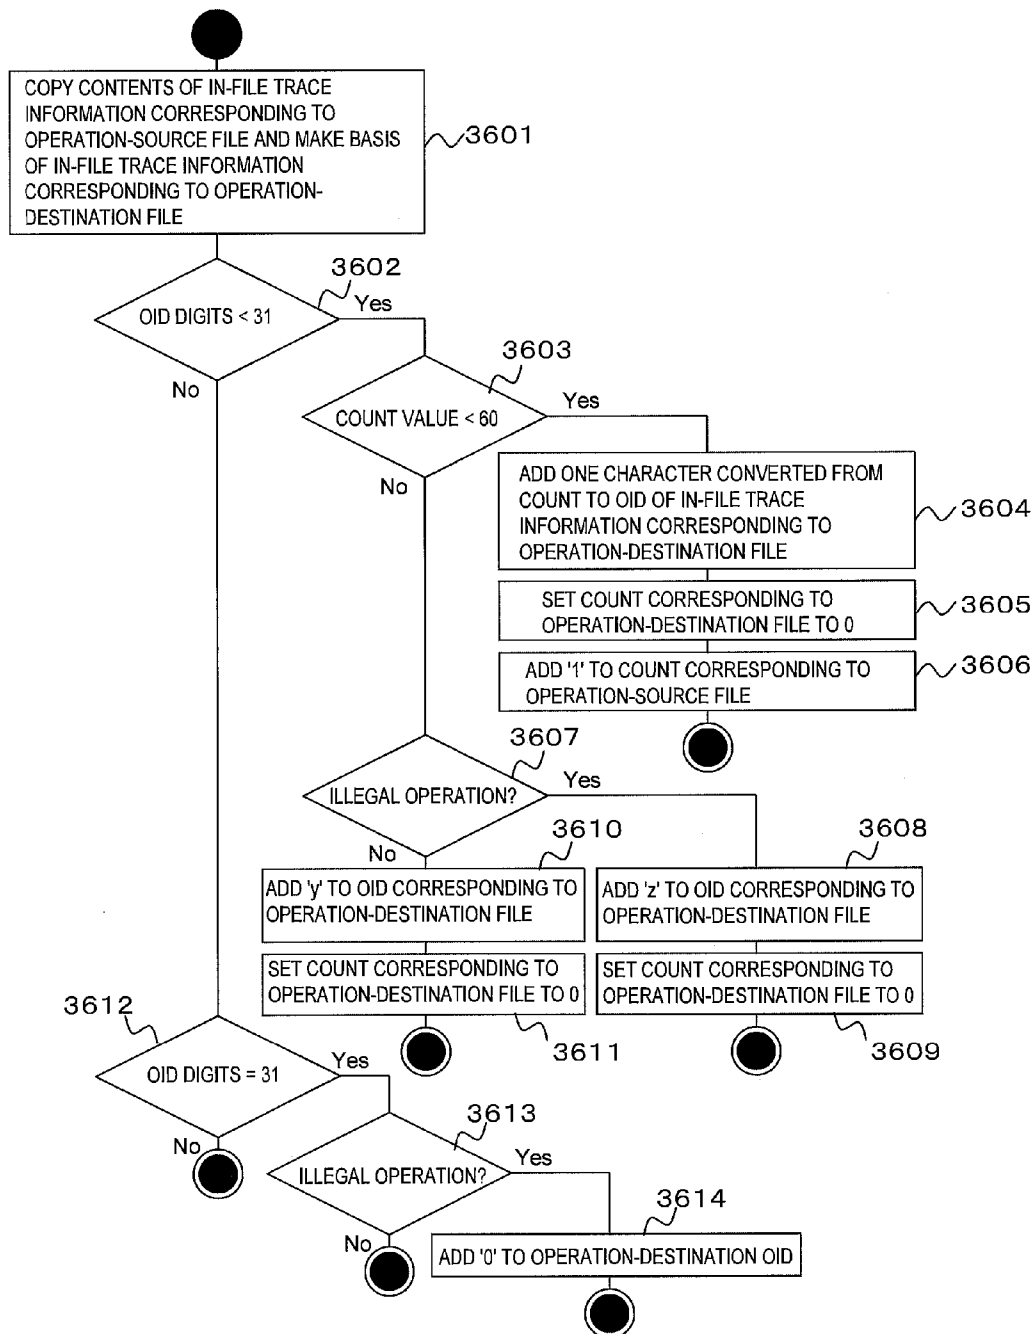 COPY CONTENTS OF IN-FILE TRACE
INFORMATION CORRESPONDING TO
OPERATION-SOURCE FILE AND MAKE BASIS
OF IN-FILE TRACE INFORMATION
CORRESPONDING TO OPERATION-
DESTINATION FILE
3601
3602
OID DIGITS < 31
Yes
No
3603
COUNT VALUE < 60
Yes
No
ADD ONE CHARACTER CONVERTED FROM
COUNT TO OID OF IN-FILE TRACE
INFORMATION CORRESPONDING TO
OPERATION-DESTINATION FILE
3604
SET COUNT CORRESPONDING TO
OPERATION-DESTINATION FILE TO 0
3605
ADD '1' TO COUNT CORRESPONDING TO
OPERATION-SOURCE FILE
3606
3607
ILLEGAL OPERATION?
Yes
No
3610
ADD 'y' TO OID CORRESPONDING TO
OPERATION-DESTINATION FILE
SET COUNT CORRESPONDING TO
OPERATION-DESTINATION FILE TO 0
3611
3608
ADD 'z' TO OID CORRESPONDING TO
OPERATION-DESTINATION FILE
SET COUNT CORRESPONDING TO
OPERATION-DESTINATION FILE TO 0
3609
3612
OID DIGITS = 31
Yes
No
3613
ILLEGAL OPERATION?
Yes
No
3614
ADD '0' TO OPERATION-DESTINATION OID